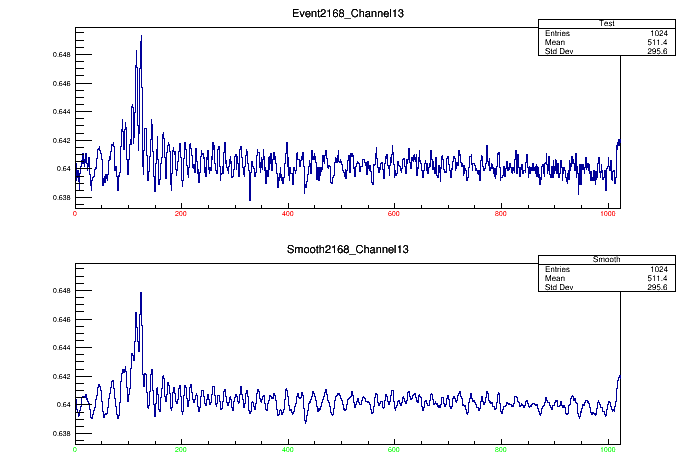 Event2168_Channel13
Test
Entries 1024
Mean 511.4
Std Dev 295.6
0.648
0.646
0.644
0.642
0.64
0.638
0 200 400 600 800 1000
Smooth2168_Channel13
Smooth
Entries 1024
Mean 511.4
Std Dev 295.6
0.648
0.646
0.644
0.642
0.64
0.638
0 200 400 600 800 1000